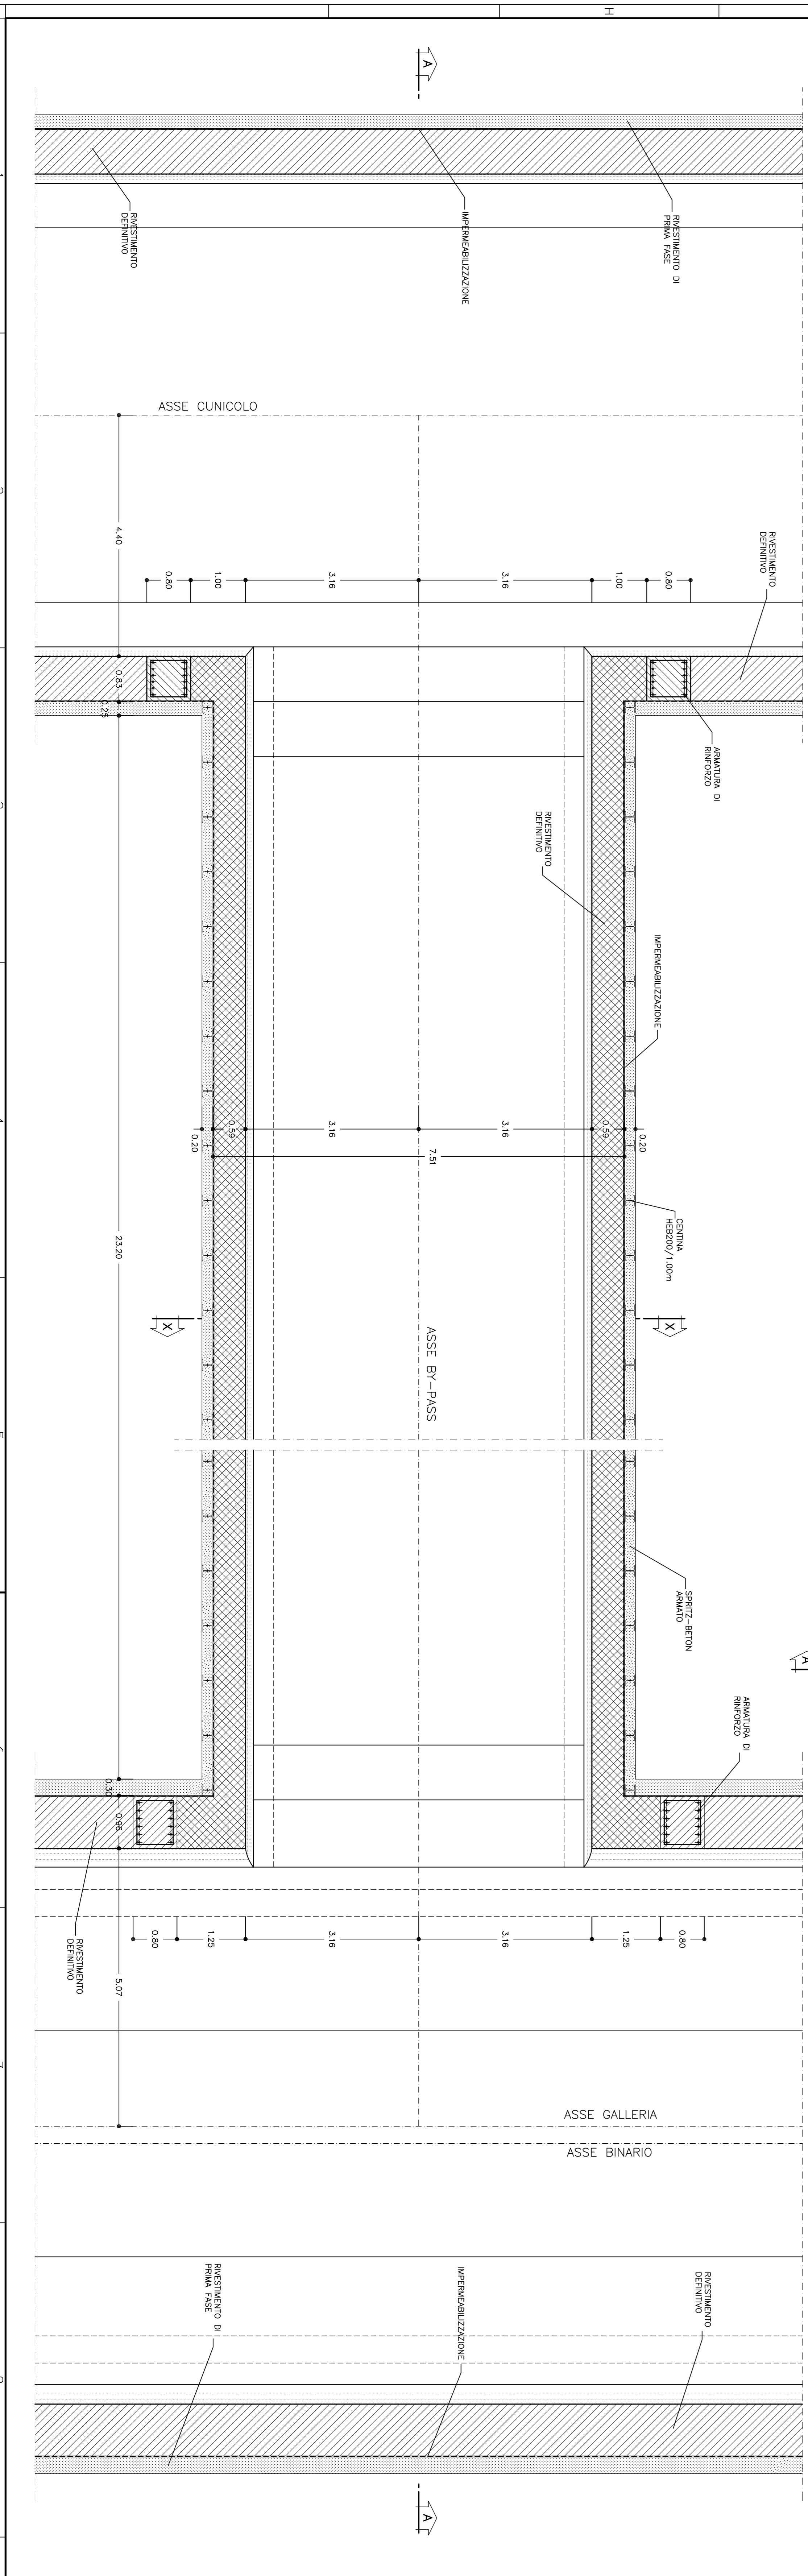 H
A
RIVESTIMENTO DI
PRIMA FASE
IMPERMEABILIZZAZIONE
RIVESTIMENTO
DEFINITIVO
ASSE CUNICOLO
4.40
0.80
1.00
3.16
3.16
1.00
0.80
RIVESTIMENTO
DEFINITIVO
0.83
0.25
ARMATURA DI
RINFORZO
RIVESTIMENTO
DEFINITIVO
IMPERMEABILIZZAZIONE
0.20
0.59
3.16
3.16
0.59
0.20
7.51
CENTINA
HEB200/1.00m
23.20
X
X
ASSE BY-PASS
SPRITZ-BETON
ARMATO
A
ARMATURA DI
RINFORZO
0.30
0.96
RIVESTIMENTO
DEFINITIVO
0.80
1.25
3.16
3.16
1.25
0.80
5.07
ASSE GALLERIA
ASSE BINARIO
RIVESTIMENTO DI
PRIMA FASE
IMPERMEABILIZZAZIONE
RIVESTIMENTO
DEFINITIVO
A